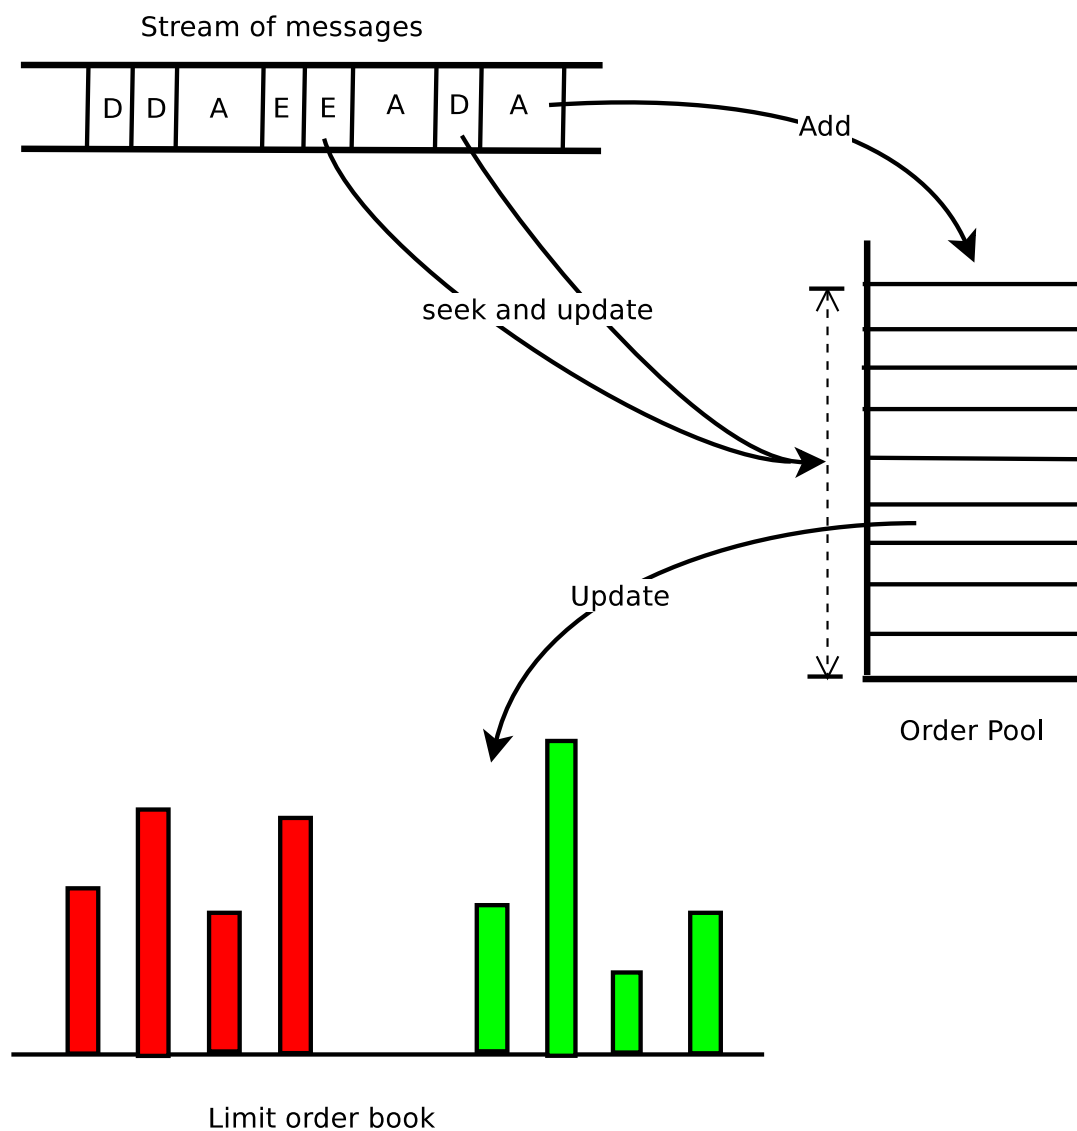 Stream of messages
D D A E E A D A
Add
seek and update
Update
Order Pool
Limit order book